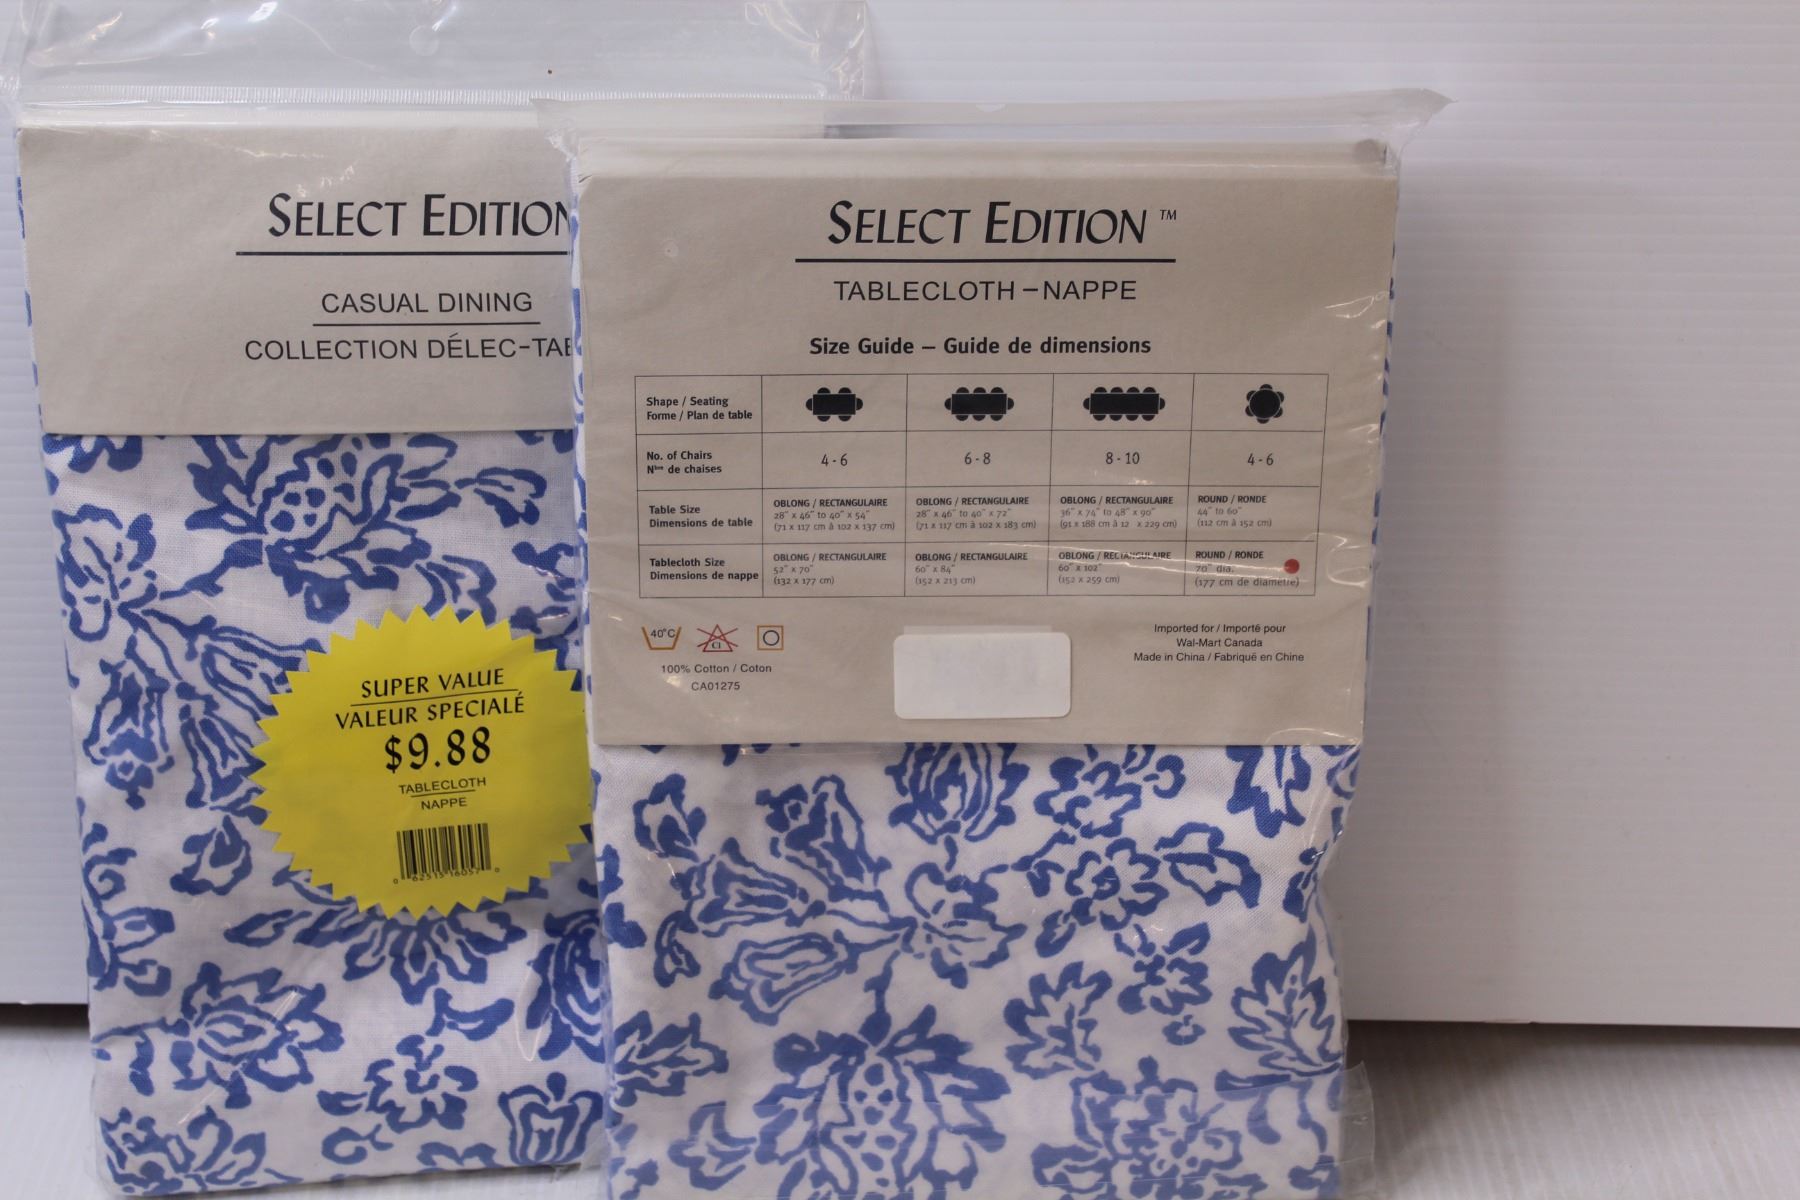 SELECT EDITION
CASUAL DINING
COLLECTION DÉLEC-TAB
SUPER VALUE
VALEUR SPECIALÉ
$9.88
TABLECLOTH
NAPPE
0 62515 16057 0
SELECT EDITION™
TABLECLOTH – NAPPE
Size Guide – Guide de dimensions
Shape / Seating
Forme / Plan de table
No. of Chairs
Nbre de chaises
4 - 6
6 - 8
8 - 10
4 - 6
Table Size
Dimensions de table
OBLONG / RECTANGULAIRE
28" x 46" to 40" x 54"
(71 x 117 cm à 102 x 137 cm)
OBLONG / RECTANGULAIRE
28" x 46" to 40" x 72"
(71 x 117 cm à 102 x 183 cm)
OBLONG / RECTANGULAIRE
36" x 74" to 48" x 90"
(91 x 188 cm à 12 x 229 cm)
ROUND / RONDE
44" to 60"
(112 cm à 152 cm)
Tablecloth Size
Dimensions de nappe
OBLONG / RECTANGULAIRE
52" x 70"
(132 x 177 cm)
OBLONG / RECTANGULAIRE
60" x 84"
(152 x 213 cm)
OBLONG / RECTANGULAIRE
60" x 102"
(152 x 259 cm)
ROUND / RONDE
70" dia.
(177 cm de diametre)
40°C
Cl
100% Cotton / Coton
CA01275
Imported for / Importé pour
Wal-Mart Canada
Made in China / Fabriqué en Chine